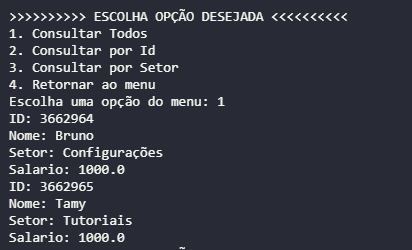 >>>>>>>>>> ESCOLHA OPÇÃO DESEJADA <<<<<<<<<<
1. Consultar Todos
2. Consultar por Id
3. Consultar por Setor
4. Retornar ao menu
Escolha uma opção do menu: 1
ID: 3662964
Nome: Bruno
Setor: Configurações
Salario: 1000.0
ID: 3662965
Nome: Tamy
Setor: Tutoriais
Salario: 1000.0